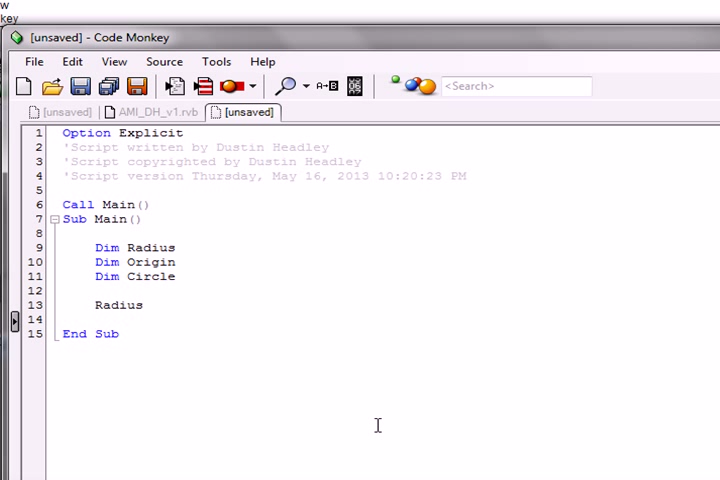 w
key
[unsaved] - Code Monkey
File Edit View Source Tools Help
A→B <Search>
[unsaved] AMI_DH_v1.rvb [unsaved]
1 Option Explicit
2 'Script written by Dustin Headley
3 'Script copyrighted by Dustin Headley
4 'Script version Thursday, May 16, 2013 10:20:23 PM
5
6 Call Main()
7 Sub Main()
8
9 Dim Radius
10 Dim Origin
11 Dim Circle
12
13 Radius
14
15 End Sub